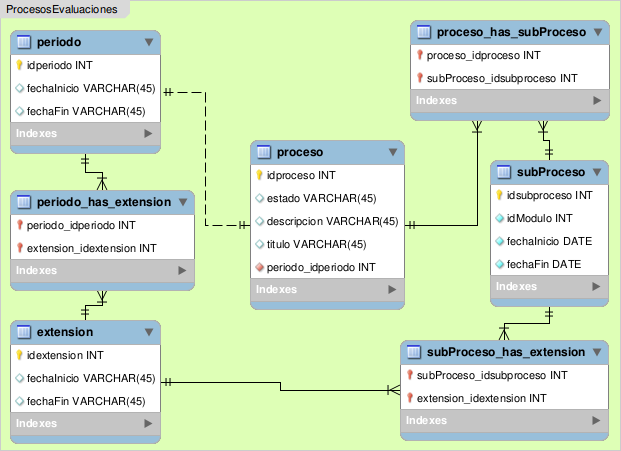 ProcesosEvaluaciones
periodo
idperiodo INT
fechaInicio VARCHAR(45)
fechaFin VARCHAR(45)
Indexes
proceso_has_subProceso
proceso_idproceso INT
subProceso_idsubproceso INT
Indexes
proceso
idproceso INT
estado VARCHAR(45)
descripcion VARCHAR(45)
titulo VARCHAR(45)
periodo_idperiodo INT
Indexes
subProceso
idsubproceso INT
idModulo INT
fechaInicio DATE
fechaFin DATE
Indexes
periodo_has_extension
periodo_idperiodo INT
extension_idextension INT
Indexes
extension
idextension INT
fechaInicio VARCHAR(45)
fechaFin VARCHAR(45)
Indexes
subProceso_has_extension
subProceso_idsubproceso INT
extension_idextension INT
Indexes